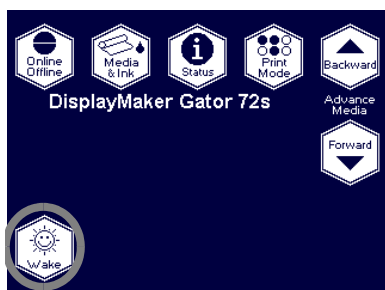 Online
Offline
Media
& Ink
i
Status
Print
Mode
Backward
DisplayMaker Gator 72s
Advance
Media
Forward
Wake